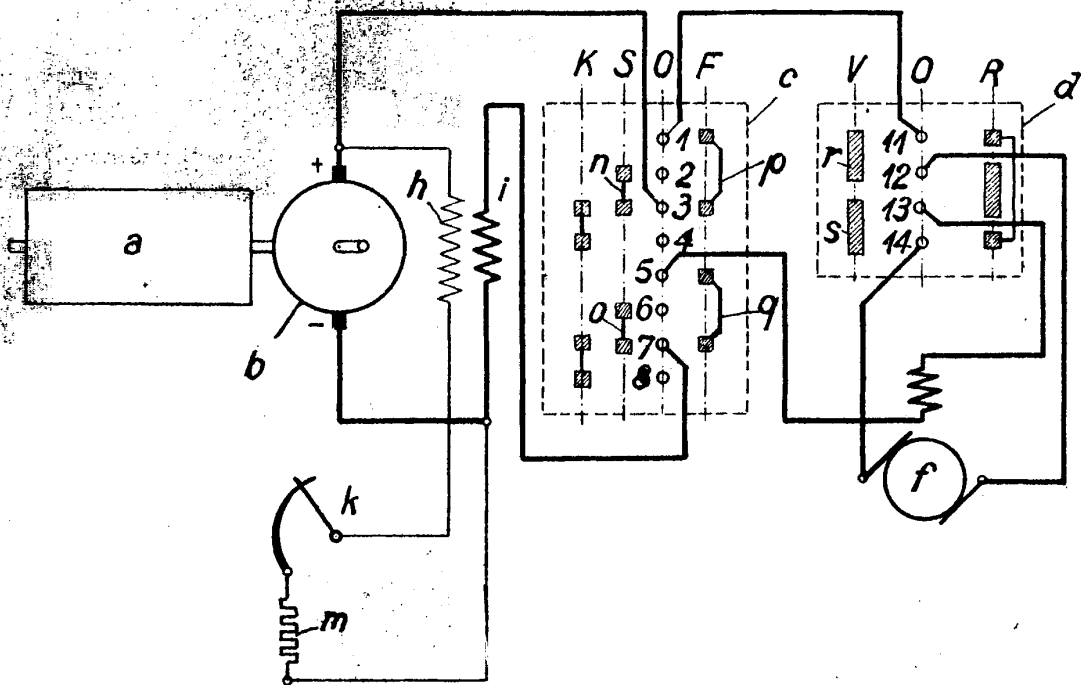 K S O F c V O R d
1 11
h i n 2 p r 12
+ 3 13
a 4 s 14
5
o 6 q
− 7
b 8
k f
m